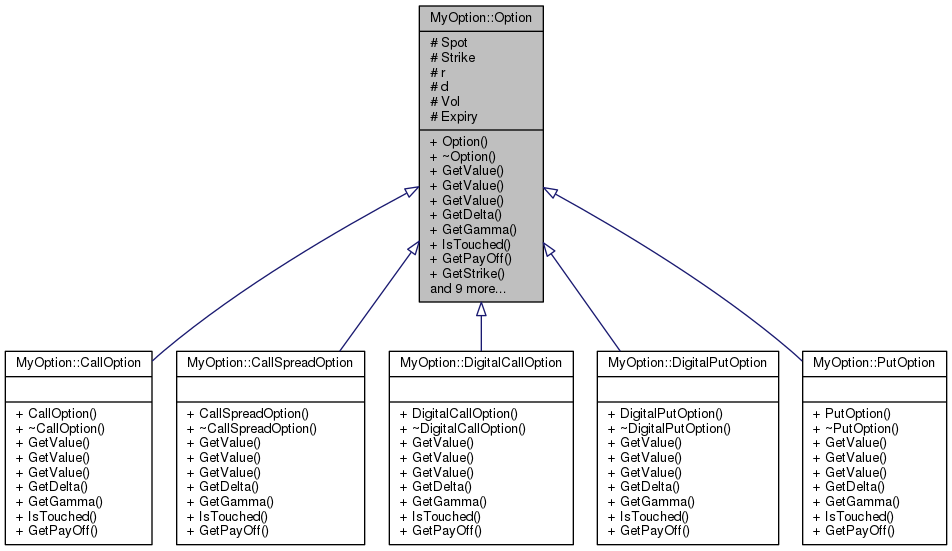 MyOption::Option
# Spot
# Strike
# r
# d
# Vol
# Expiry
+ Option()
+ ~Option()
+ GetValue()
+ GetValue()
+ GetValue()
+ GetDelta()
+ GetGamma()
+ IsTouched()
+ GetPayOff()
+ GetStrike()
and 9 more...
MyOption::CallOption
+ CallOption()
+ ~CallOption()
+ GetValue()
+ GetValue()
+ GetValue()
+ GetDelta()
+ GetGamma()
+ IsTouched()
+ GetPayOff()
MyOption::CallSpreadOption
+ CallSpreadOption()
+ ~CallSpreadOption()
+ GetValue()
+ GetValue()
+ GetValue()
+ GetDelta()
+ GetGamma()
+ IsTouched()
+ GetPayOff()
MyOption::DigitalCallOption
+ DigitalCallOption()
+ ~DigitalCallOption()
+ GetValue()
+ GetValue()
+ GetValue()
+ GetDelta()
+ GetGamma()
+ IsTouched()
+ GetPayOff()
MyOption::DigitalPutOption
+ DigitalPutOption()
+ ~DigitalPutOption()
+ GetValue()
+ GetValue()
+ GetValue()
+ GetDelta()
+ GetGamma()
+ IsTouched()
+ GetPayOff()
MyOption::PutOption
+ PutOption()
+ ~PutOption()
+ GetValue()
+ GetValue()
+ GetValue()
+ GetDelta()
+ GetGamma()
+ IsTouched()
+ GetPayOff()